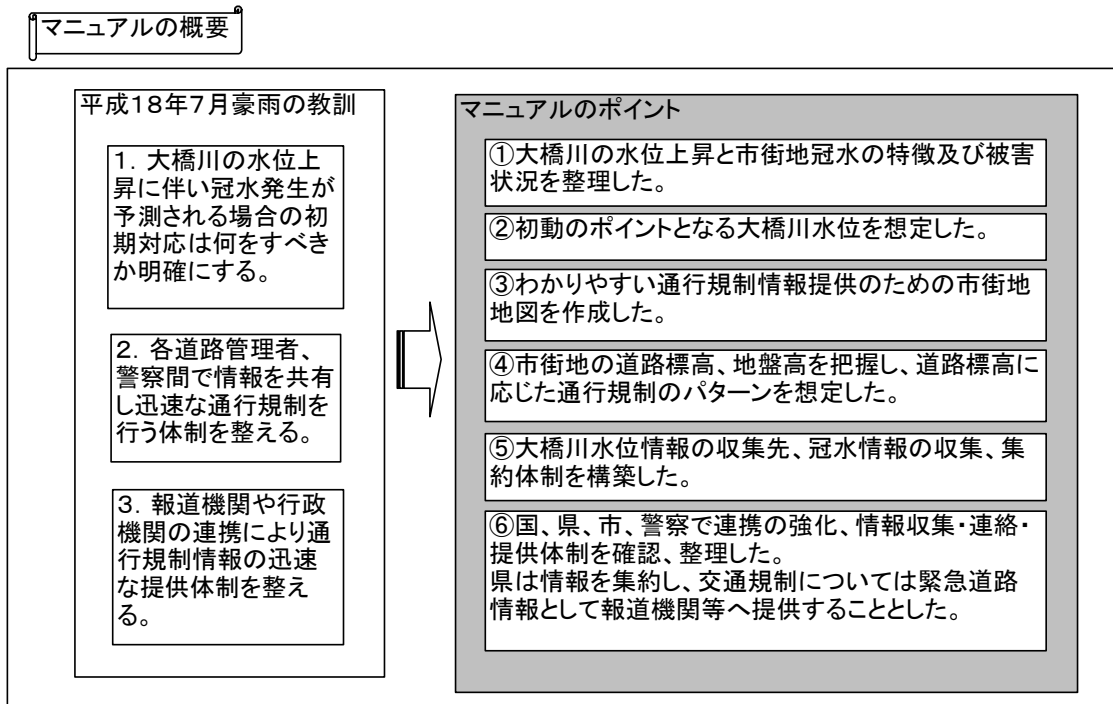 マニュアルの概要
平成18年7月豪雨の教訓
1．大橋川の水位上
昇に伴い冠水発生が
予測される場合の初
期対応は何をすべき
か明確にする。
2．各道路管理者、
警察間で情報を共有
し迅速な通行規制を
行う体制を整える。
3．報道機関や行政
機関の連携により通
行規制情報の迅速
な提供体制を整え
る。
マニュアルのポイント
①大橋川の水位上昇と市街地冠水の特徴及び被害
状況を整理した。
②初動のポイントとなる大橋川水位を想定した。
③わかりやすい通行規制情報提供のための市街地
地図を作成した。
④市街地の道路標高、地盤高を把握し、道路標高に
応じた通行規制のパターンを想定した。
⑤大橋川水位情報の収集先、冠水情報の収集、集
約体制を構築した。
⑥国、県、市、警察で連携の強化、情報収集・連絡・
提供体制を確認、整理した。
県は情報を集約し、交通規制については緊急道路
情報として報道機関等へ提供することとした。